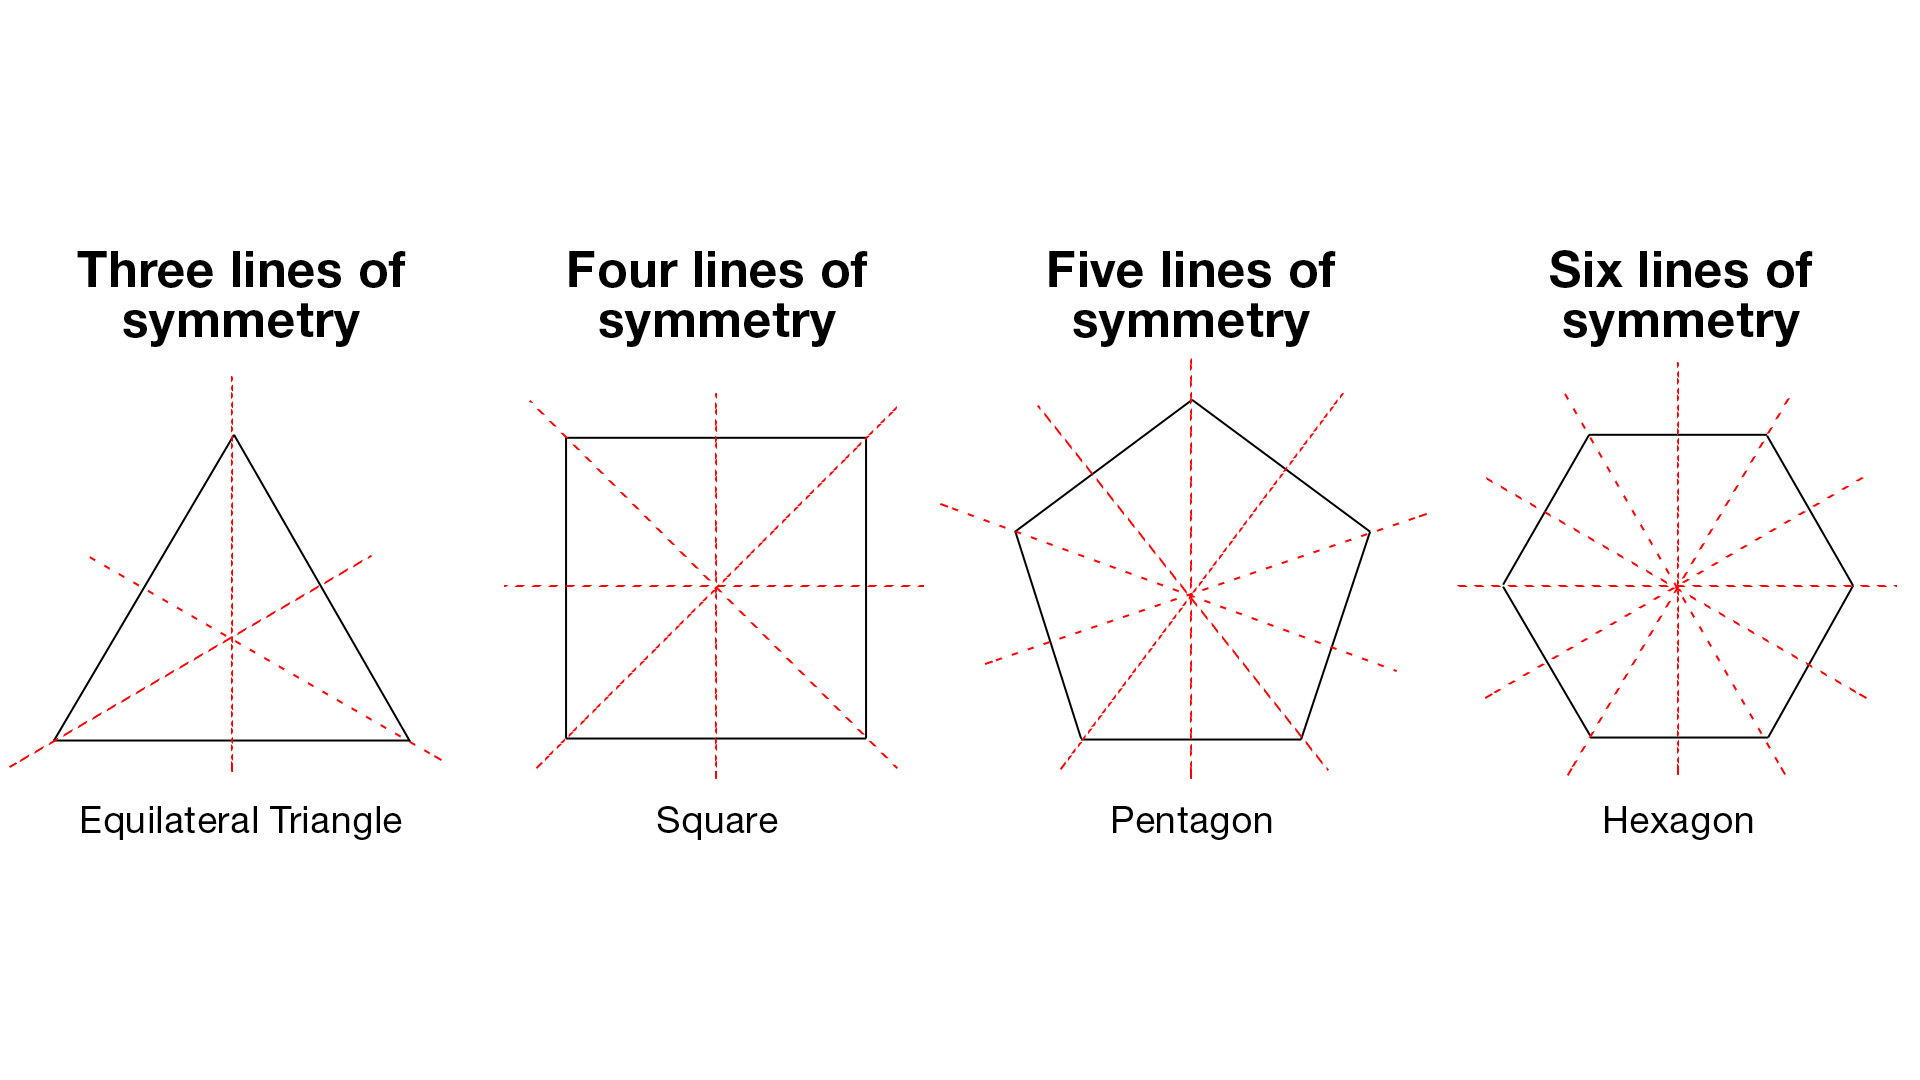 Three lines of
symmetry
Four lines of
symmetry
Five lines of
symmetry
Six lines of
symmetry
Equilateral Triangle
Square
Pentagon
Hexagon